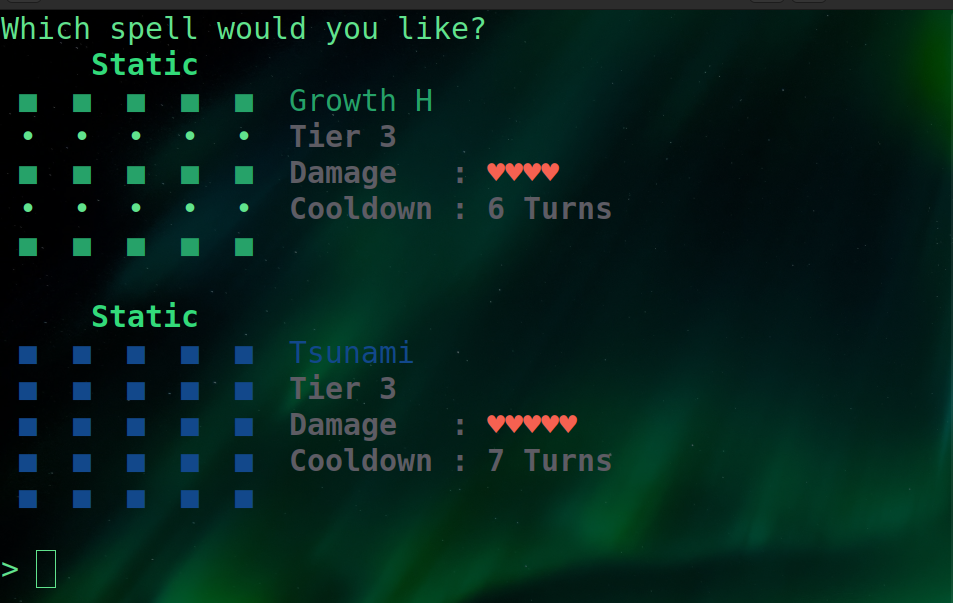 Which spell would you like?
Static
■ ■ ■ ■ ■ Growth H
• • • • • Tier 3
■ ■ ■ ■ ■ Damage : ♥♥♥♥
• • • • • Cooldown : 6 Turns
■ ■ ■ ■ ■
Static
■ ■ ■ ■ ■ Tsunami
■ ■ ■ ■ ■ Tier 3
■ ■ ■ ■ ■ Damage : ♥♥♥♥♥
■ ■ ■ ■ ■ Cooldown : 7 Turns
■ ■ ■ ■ ■
>